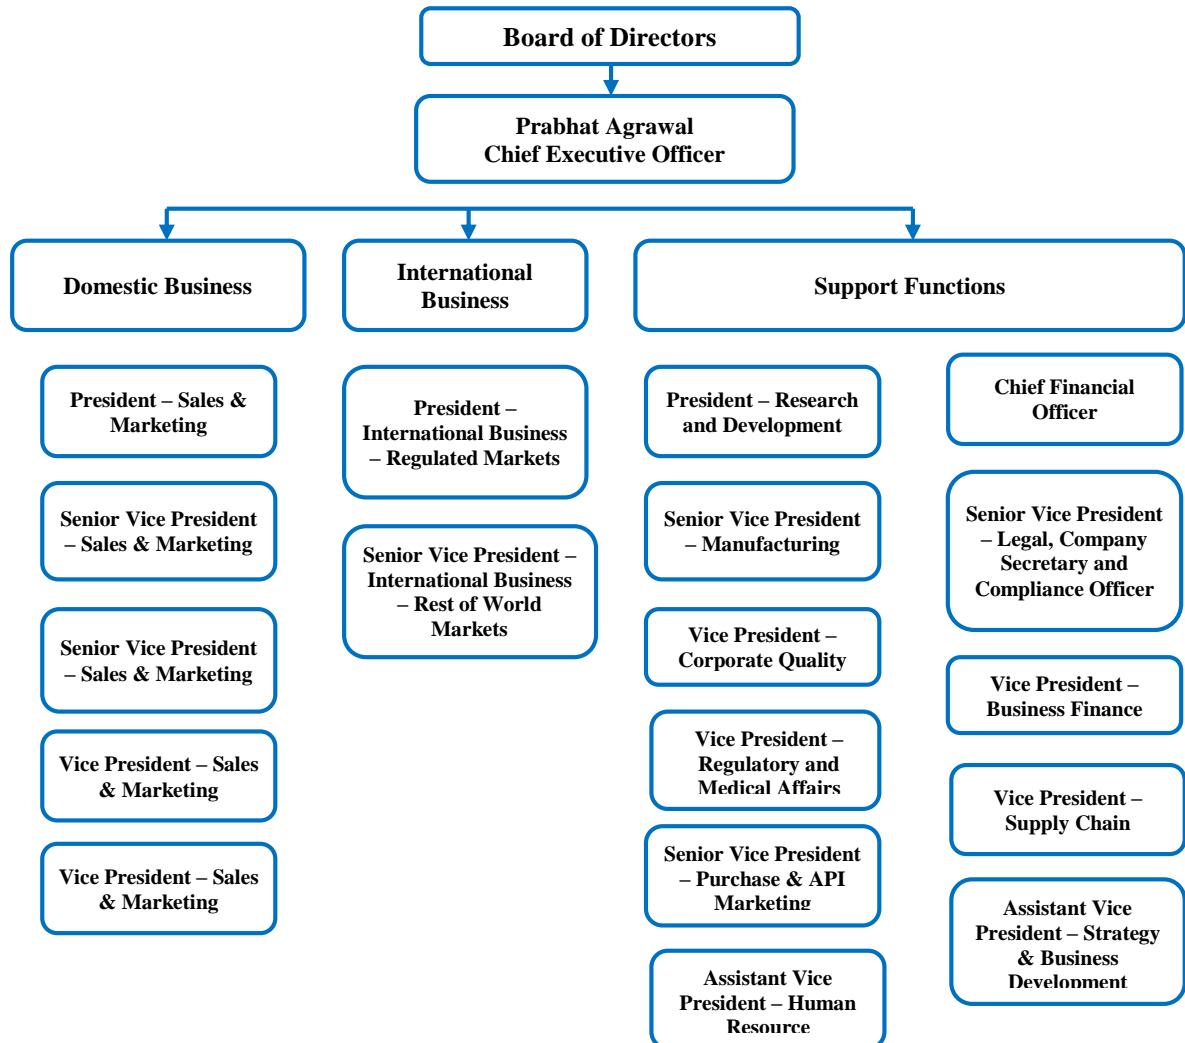 Board of Directors
Prabhat Agrawal
Chief Executive Officer
Domestic Business
International
Business
Support Functions
President – Sales &
Marketing
Senior Vice President
– Sales & Marketing
Senior Vice President
– Sales & Marketing
Vice President – Sales
& Marketing
Vice President – Sales
& Marketing
President –
International Business
– Regulated Markets
Senior Vice President –
International Business
– Rest of World
Markets
President – Research
and Development
Senior Vice President
– Manufacturing
Vice President –
Corporate Quality
Vice President –
Regulatory and
Medical Affairs
Senior Vice President
– Purchase & API
Marketing
Assistant Vice
President – Human
Resource
Chief Financial
Officer
Senior Vice President
– Legal, Company
Secretary and
Compliance Officer
Vice President –
Business Finance
Vice President –
Supply Chain
Assistant Vice
President – Strategy
& Business
Development